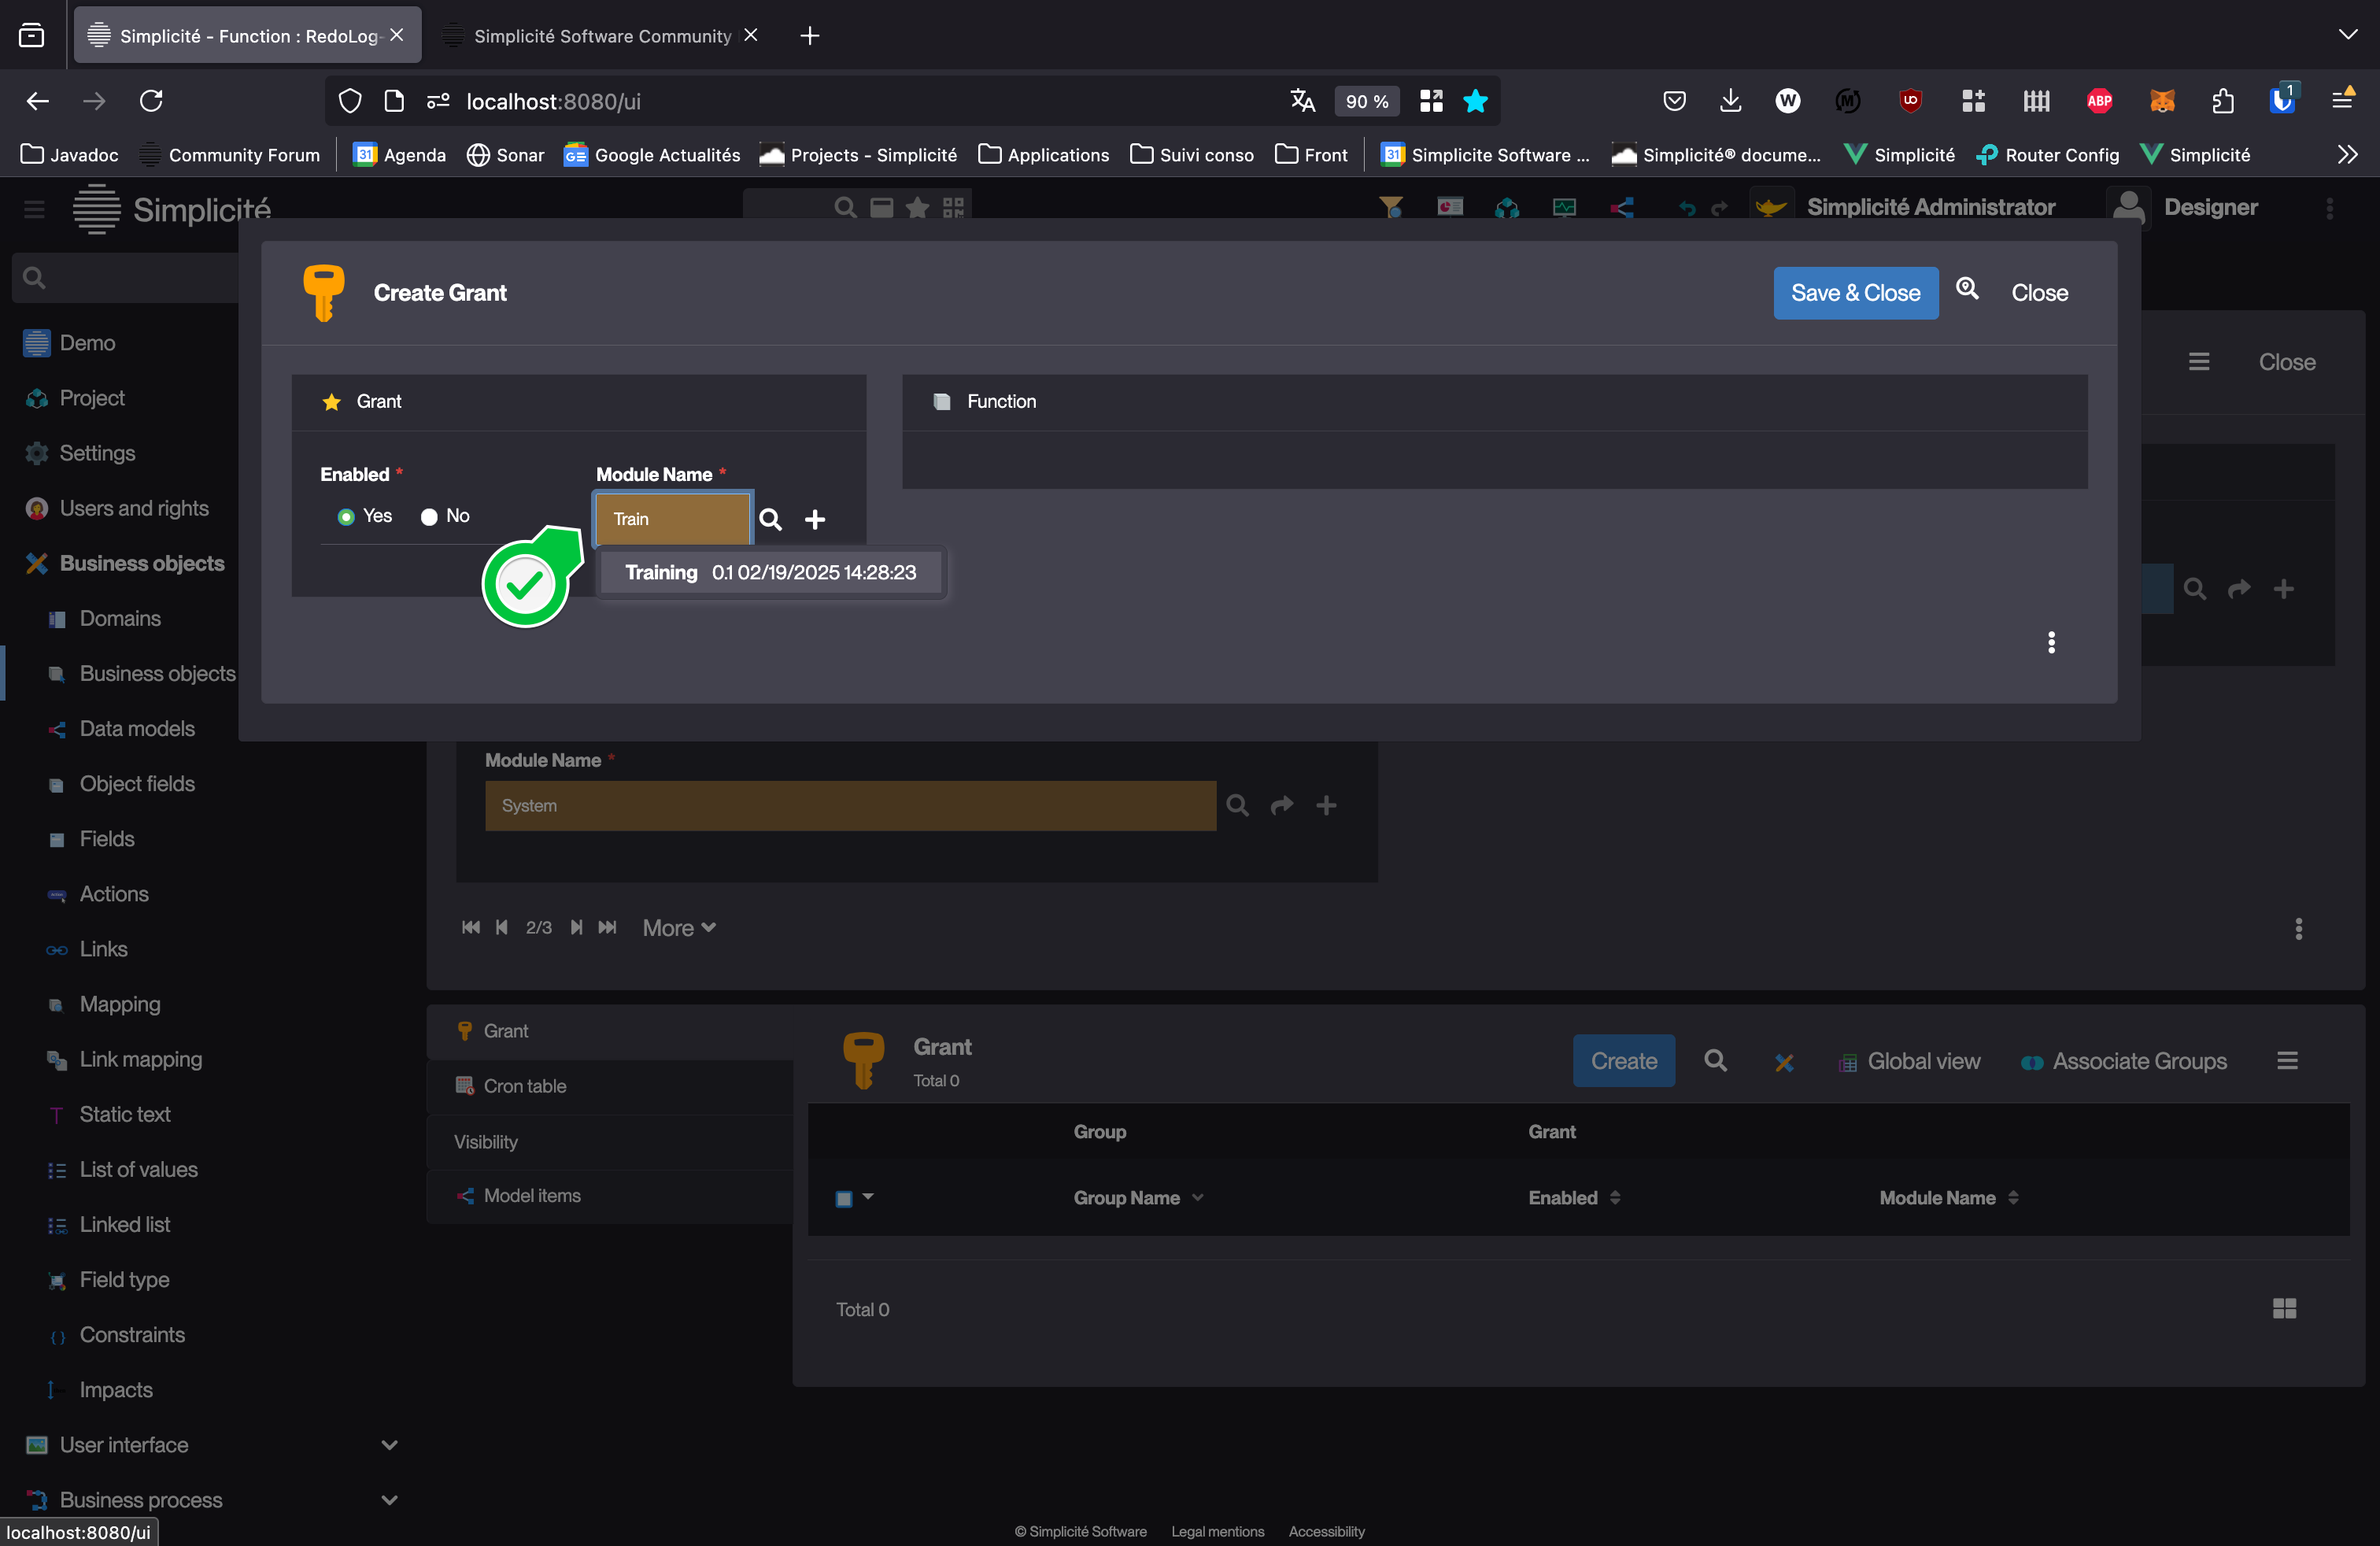 Simplicité - Function : RedoLog-
Simplicité Software Community
localhost:8080/ui
90 %
W
M
ABP
1
Javadoc
Community Forum
31
Agenda
Sonar
GE
Google Actualités
Projects - Simplicité
Applications
Suivi conso
Front
31
Simplicite Software ...
Simplicité® docume...
Simplicité
Router Config
Simplicité
Simplicité
Simplicité Administrator
Designer
Create Grant
Save & Close
Close
Close
Grant
Function
Enabled *
Yes
No
Module Name *
Train
Training 0.1 02/19/2025 14:28:23
Demo
Project
Settings
Users and rights
Business objects
Domains
Business objects
Data models
Object fields
Fields
Actions
Links
Mapping
Link mapping
Static text
List of values
Linked list
Field type
Constraints
Impacts
User interface
Business process
Module Name *
System
2/3
More
Grant
Cron table
Visibility
Model items
Grant
Total 0
Create
Global view
Associate Groups
Group
Grant
Group Name
Enabled
Module Name
Total 0
© Simplicité Software
Legal mentions
Accessibility
localhost:8080/ui